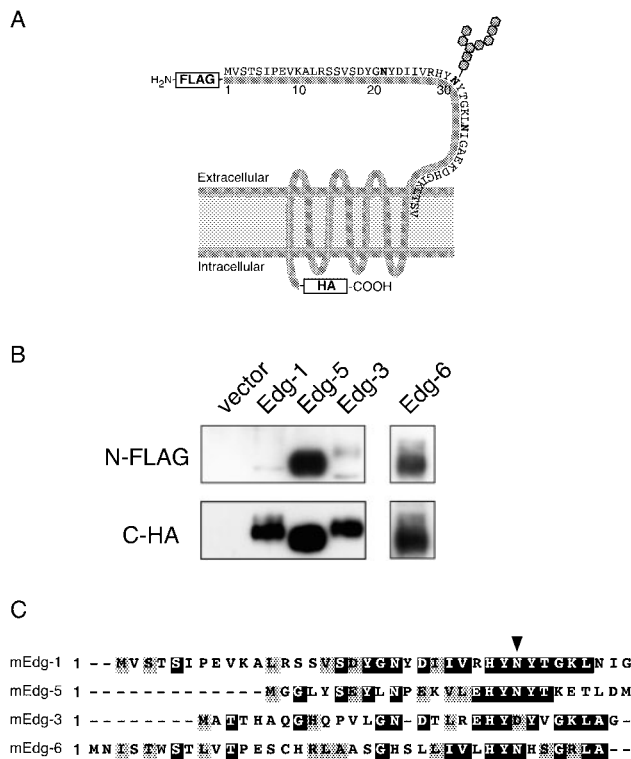 A
H₂N- FLAG MVSTSIPEVKALRSSVSDYGNYDIIVRHYNYTGKLNIGAEKDHGIKLTSV
1 10 20 30
Extracellular
Intracellular
HA -COOH
B
vector Edg-1 Edg-5 Edg-3 Edg-6
N-FLAG
C-HA
C
mEdg-1 1 --MVSTSIPEVKALRSSVSDYGNYDIIVRHYNYTGKLNIG
mEdg-5 1 -------------MGGLYSEYLNPEKVLEHYNYTKETLDM
mEdg-3 1 --------MATTHAQGHQPVLGN-DTLREHYDYVGKLAG-
mEdg-6 1 MNISTWSTLVTPESCHRLAASGHSLLIVLHYNHSGRLA--